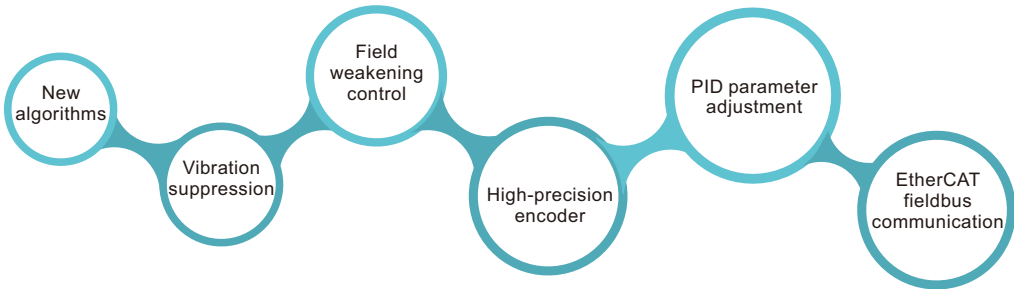 New
algorithms
Vibration
suppression
Field
weakening
control
High-precision
encoder
PID parameter
adjustment
EtherCAT
fieldbus
communication